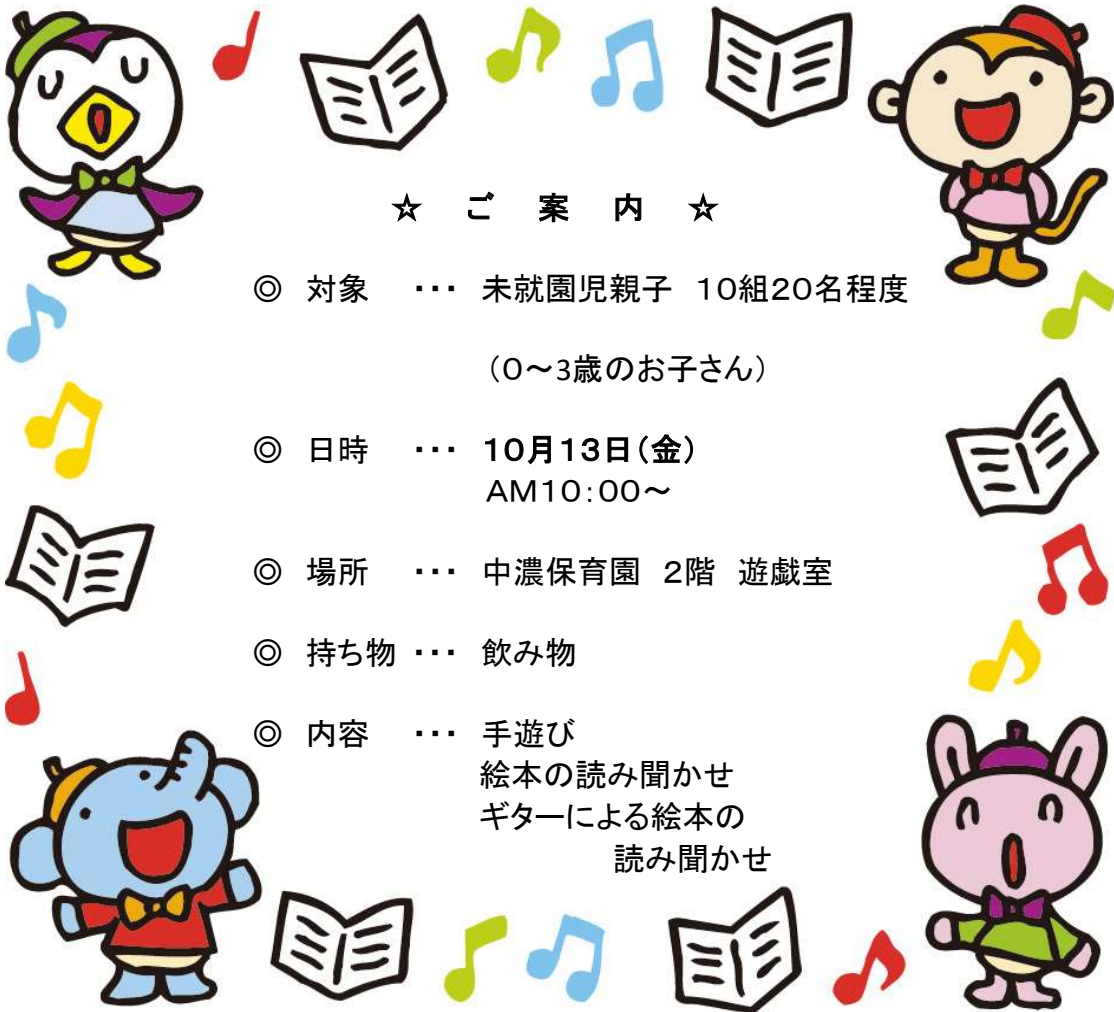 ☆ ご 案 内 ☆
◎ 対象 ・・・ 未就園児親子 10組20名程度
(0~3歳のお子さん)
◎ 日時 ・・・ 10月13日(金)
AM10:00~
◎ 場所 ・・・ 中濃保育園 2階 遊戯室
◎ 持ち物 ・・・ 飲み物
◎ 内容 ・・・ 手遊び
絵本の読み聞かせ
ギターによる絵本の
読み聞かせ